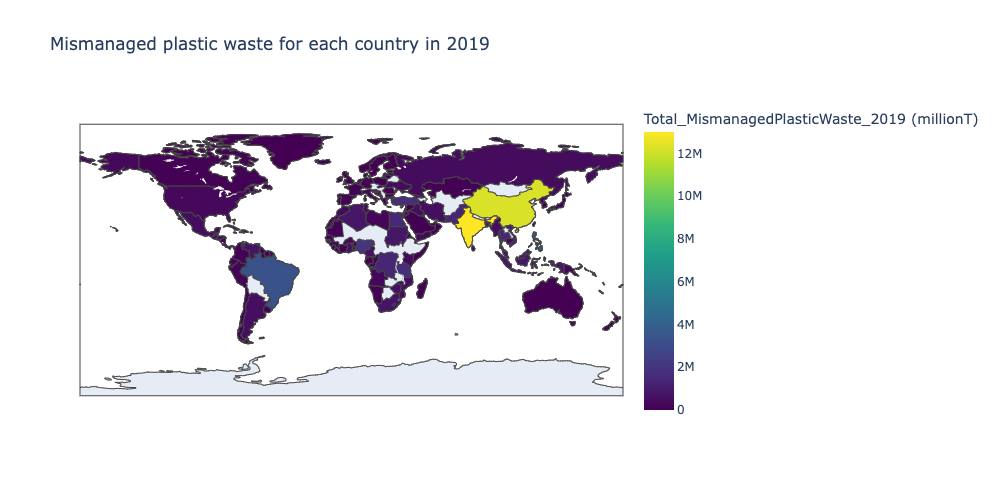 Mismanaged plastic waste for each country in 2019
Total_MismanagedPlasticWaste_2019 (millionT)
12M
10M
8M
6M
4M
2M
0